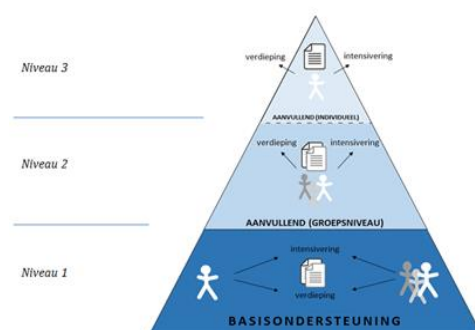 Niveau 3
verdieping intensivering
AANVULLEND (INDIVIDUEEL)
Niveau 2
verdieping intensivering
AANVULLEND (GROEPSNIVEAU)
Niveau 1
intensivering
verdieping
BASISONDERSTEUNING